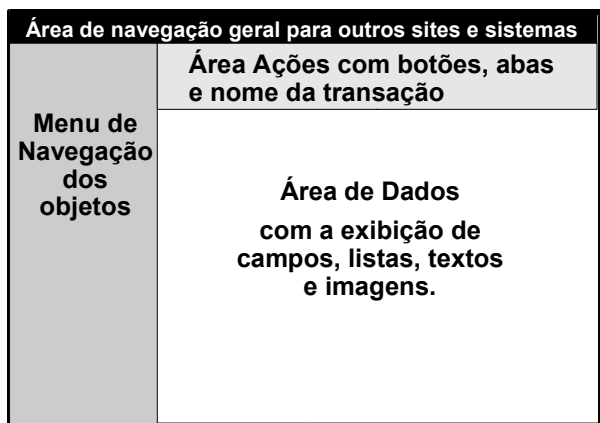 Área de navegação geral para outros sites e sistemas
Área Ações com botões, abas
e nome da transação
Menu de
Navegação
dos
objetos
Área de Dados
com a exibição de
campos, listas, textos
e imagens.